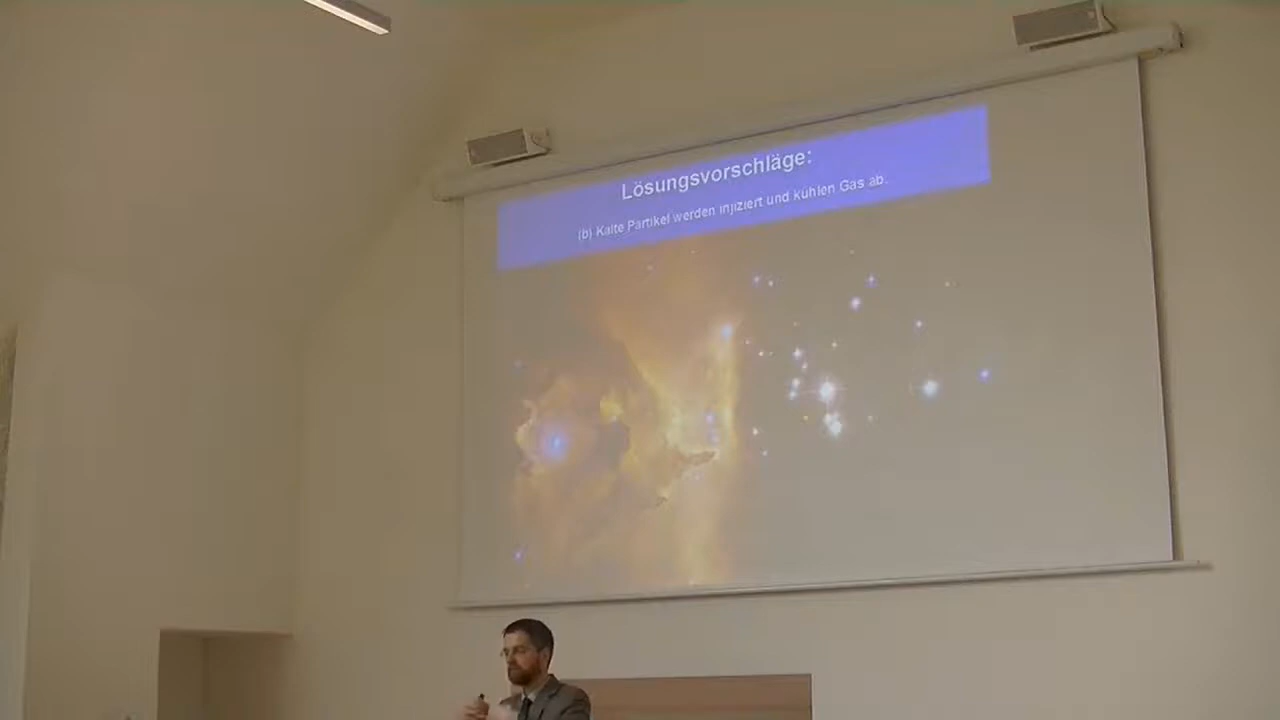 Lösungsvorschläge:
(b) Kalte Partikel werden injiziert und kühlen Gas ab.